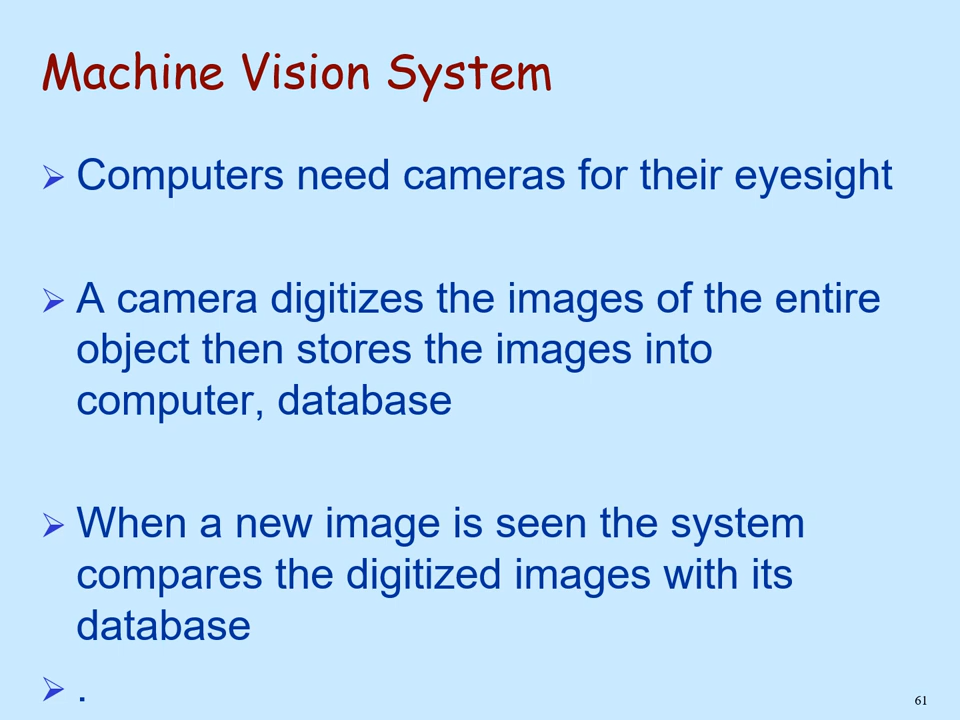 Machine Vision System
➢ Computers need cameras for their eyesight
➢ A camera digitizes the images of the entire
object then stores the images into
computer, database
➢ When a new image is seen the system
compares the digitized images with its
database
➢ .
61